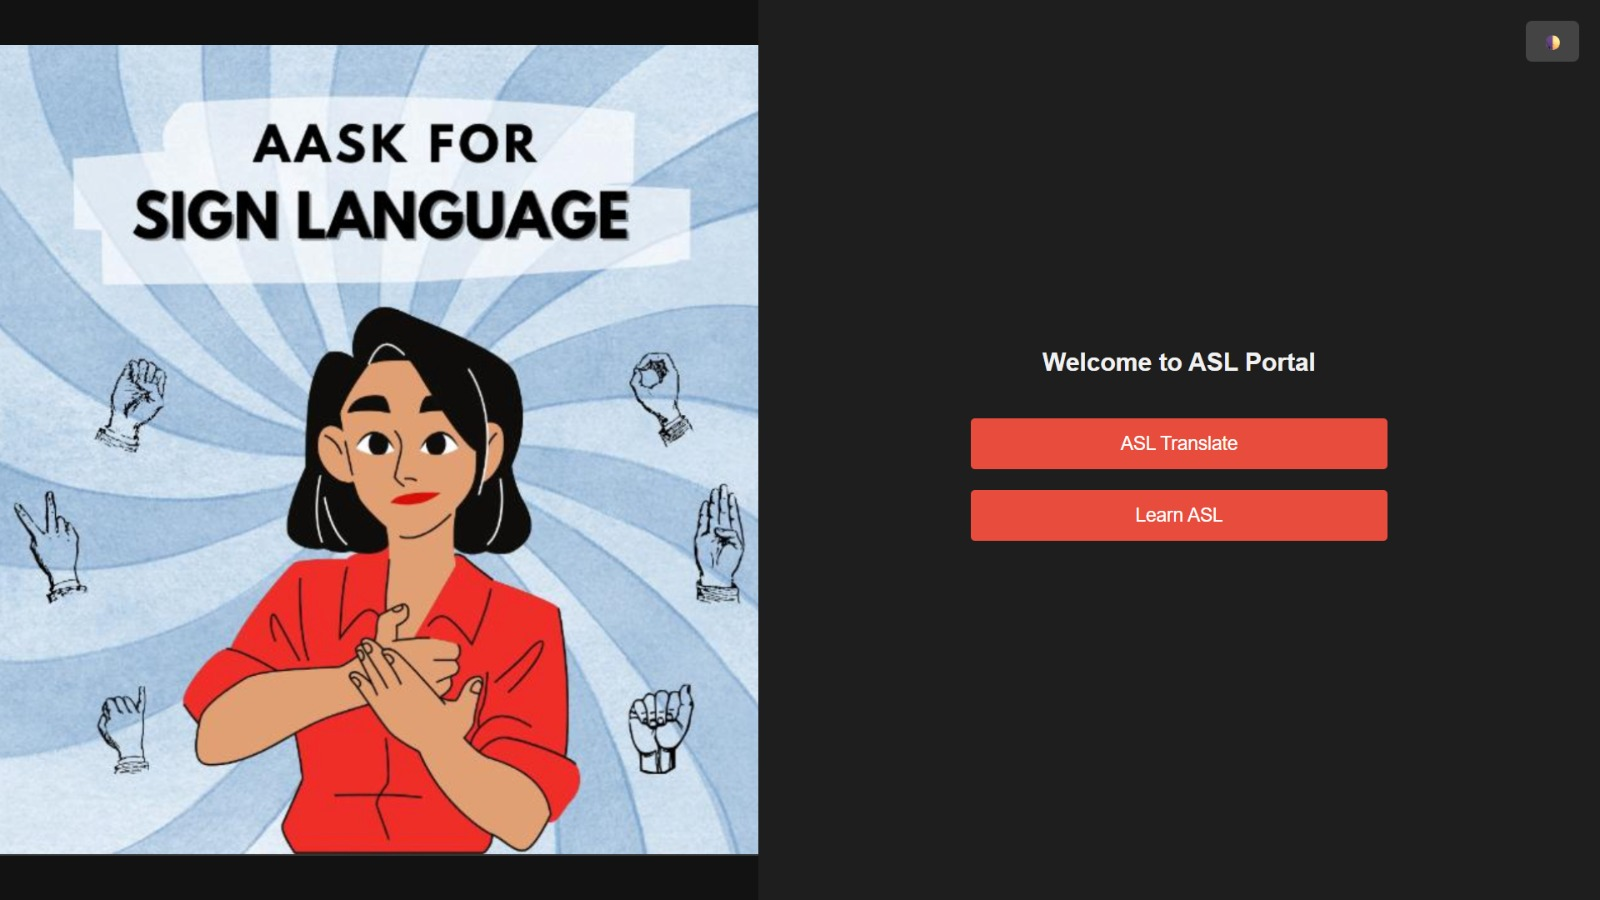 AASK FOR
SIGN LANGUAGE
Welcome to ASL Portal
ASL Translate
Learn ASL